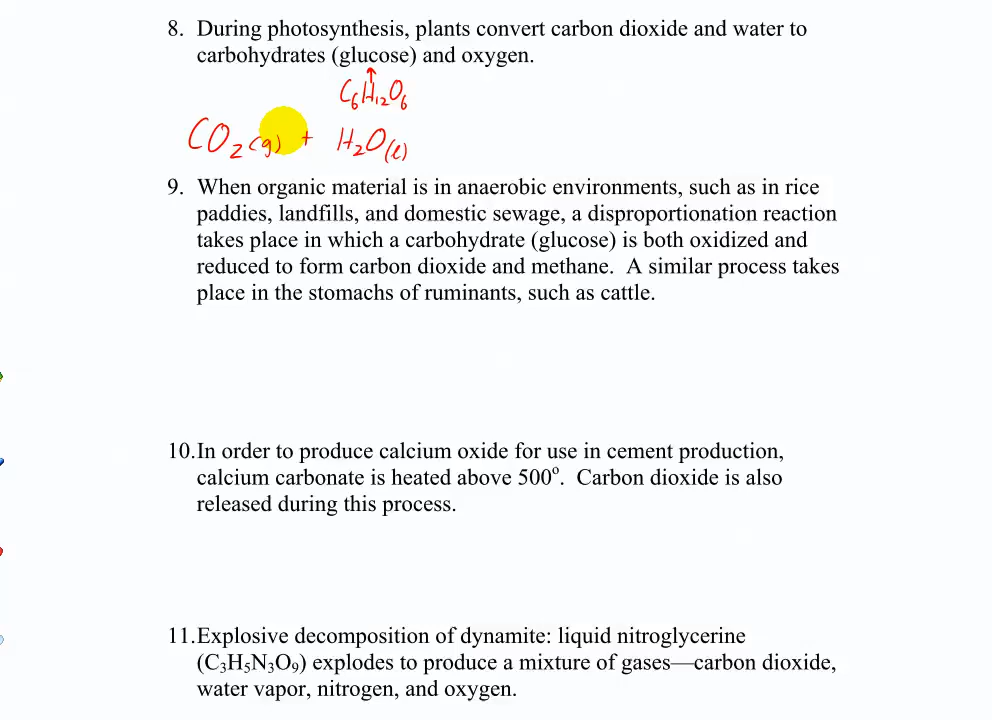 8. During photosynthesis, plants convert carbon dioxide and water to
carbohydrates (glucose) and oxygen.
C₆H₁₂O₆
CO₂(g) + H₂O(l)
9. When organic material is in anaerobic environments, such as in rice
paddies, landfills, and domestic sewage, a disproportionation reaction
takes place in which a carbohydrate (glucose) is both oxidized and
reduced to form carbon dioxide and methane. A similar process takes
place in the stomachs of ruminants, such as cattle.
10.In order to produce calcium oxide for use in cement production,
calcium carbonate is heated above 500°. Carbon dioxide is also
released during this process.
11.Explosive decomposition of dynamite: liquid nitroglycerine
(C₃H₅N₃O₉) explodes to produce a mixture of gases—carbon dioxide,
water vapor, nitrogen, and oxygen.